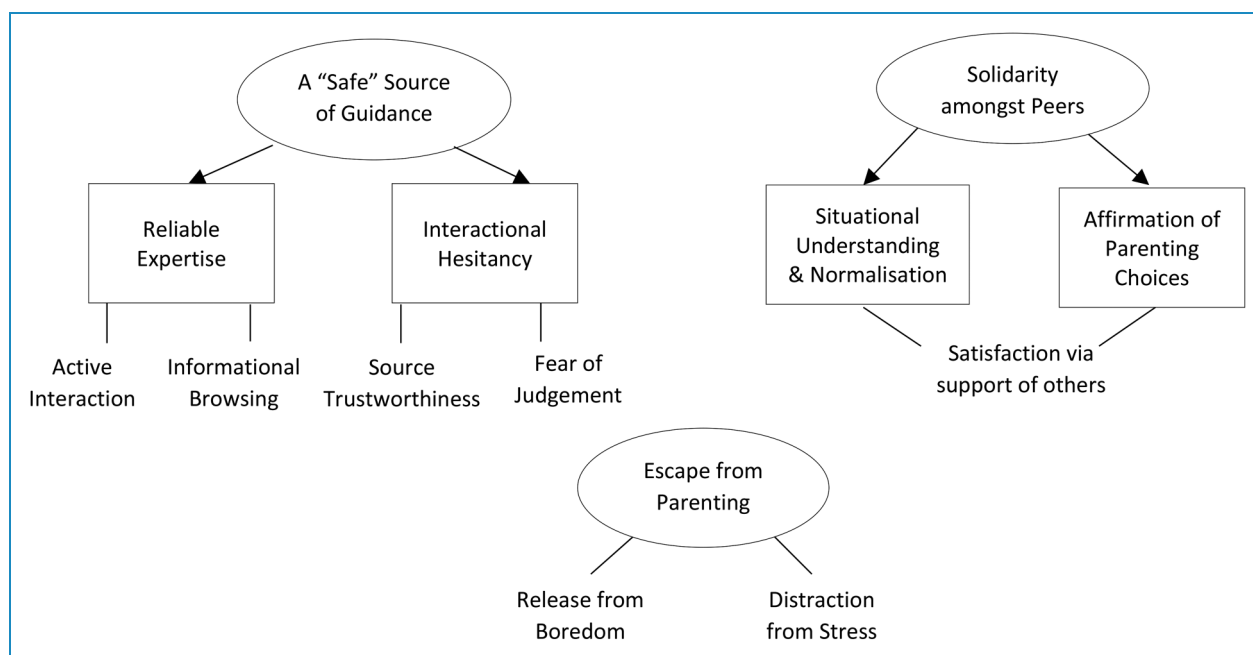 A “Safe” Source
of Guidance
Reliable
Expertise
Interactional
Hesitancy
Active
Interaction
Informational
Browsing
Source
Trustworthiness
Fear of
Judgement
Solidarity
amongst Peers
Situational
Understanding
& Normalisation
Affirmation of
Parenting
Choices
Satisfaction via
support of others
Escape from
Parenting
Release from
Boredom
Distraction
from Stress